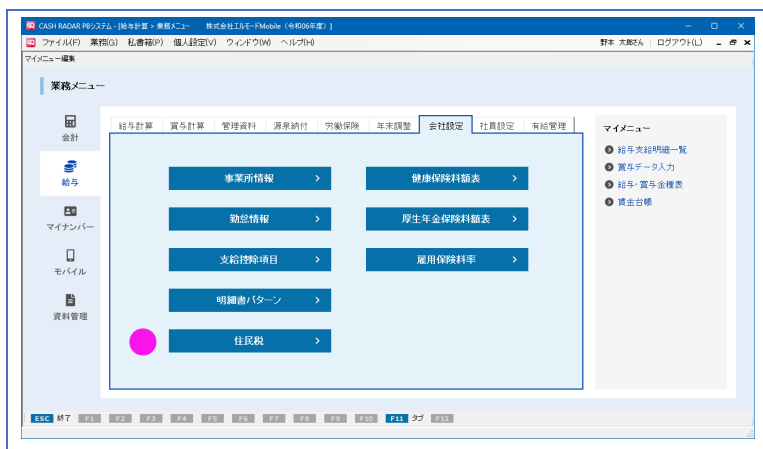 CASH RADAR PBシステム - [給与計算 > 業務メニュー　株式会社エルモードMobile（令和06年度）]
ファイル(F) 業務(G) 私書箱(P) 個人設定(V) ウィンドウ(W) ヘルプ(H) 野本 太郎さん ログアウト(L)
マイメニュー編集
業務メニュー
会計
給与
マイナンバー
モバイル
資料管理
給与計算 賞与計算 管理資料 源泉納付 労働保険 年末調整 会社設定 社員設定 有給管理
事業所情報 健康保険料額表
勤怠情報 厚生年金保険料額表
支給控除項目 雇用保険料率
明細書パターン
住民税
マイメニュー
給与支給明細一覧
賞与データ入力
給与・賞与金種表
賃金台帳
ESC 終了 F1 F2 F3 F4 F5 F6 F7 F8 F9 F10 F11 タブ F12